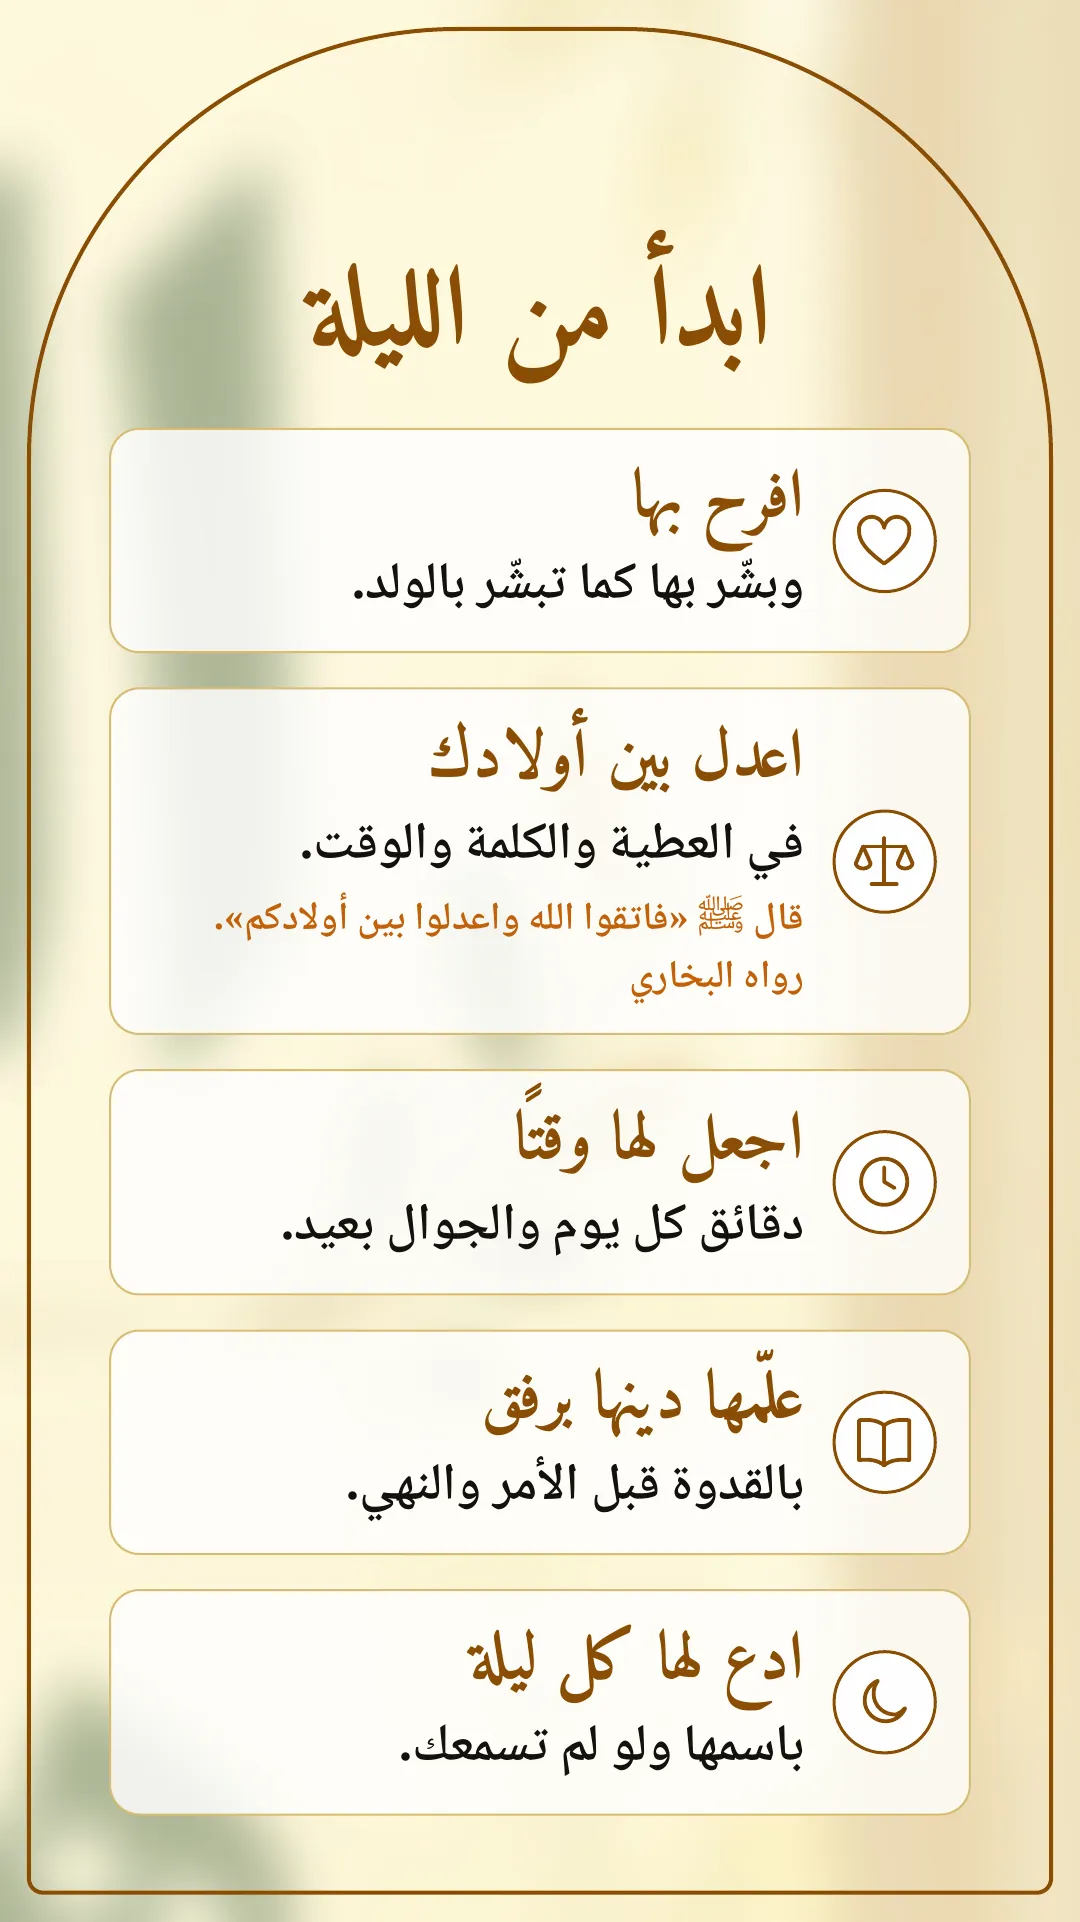 ابدأ من الليلة
افرح بها
وبشّر بها كما تبشّر بالولد.
اعدل بين أولادك
في العطية والكلمة والوقت.
قال ﷺ «فاتقوا الله واعدلوا بين أولادكم».
رواه البخاري
اجعل لها وقتًا
دقائق كل يوم والجوال بعيد.
علّمها دينها برفق
بالقدوة قبل الأمر والنهي.
ادع لها كل ليلة
باسمها ولو لم تسمعك.